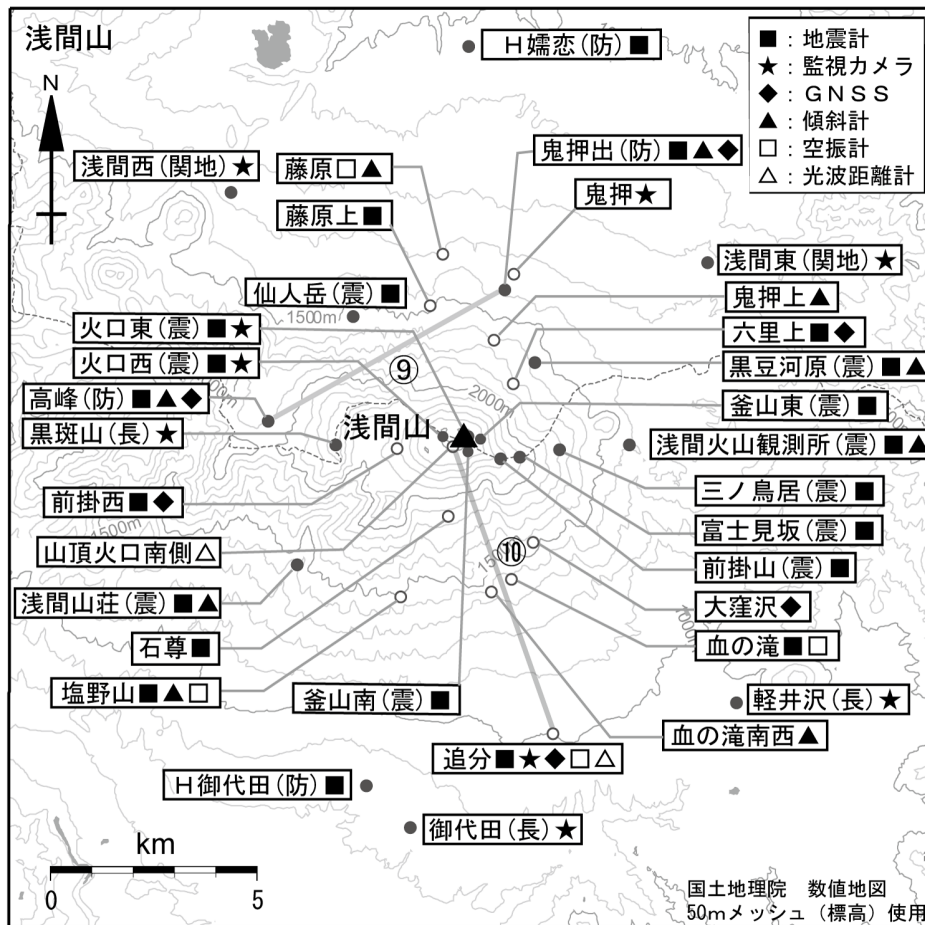 浅間山
N
■：地震計
★：監視カメラ
◆：ＧＮＳＳ
▲：傾斜計
□：空振計
△：光波距離計
Ｈ嬬恋(防)■
浅間西(関地)★
藤原□▲
鬼押出(防)■▲◆
鬼押★
藤原上■
浅間東(関地)★
仙人岳(震)■
1500m
鬼押上▲
火口東(震)■★
六里上■◆
火口西(震)■★
⑨
黒豆河原(震)■▲
高峰(防)■▲◆
2000m
釜山東(震)■
黒斑山(長)★
浅間山
浅間火山観測所(震)■▲
前掛西■◆
三ノ鳥居(震)■
1500m
富士見坂(震)■
山頂火口南側△
⑩
前掛山(震)■
浅間山荘(震)■▲
大窪沢◆
石尊■
血の滝■□
塩野山■▲□
釜山南(震)■
軽井沢(長)★
血の滝南西▲
追分■★◆□△
Ｈ御代田(防)■
御代田(長)★
km
0 5
国土地理院　数値地図
50mメッシュ（標高）使用